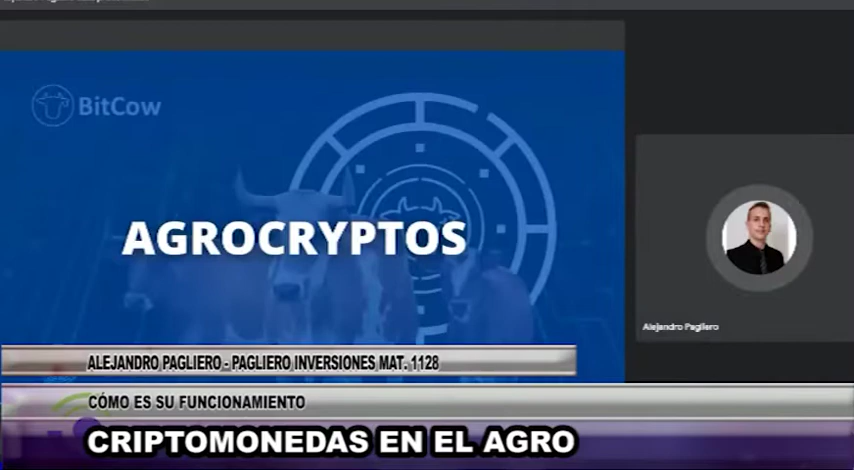 BitCow
AGROCRYPTOS
Alejandro Pagliero
ALEJANDRO PAGLIERO - PAGLIERO INVERSIONES MAT. 1128
CÓMO ES SU FUNCIONAMIENTO
CRIPTOMONEDAS EN EL AGRO